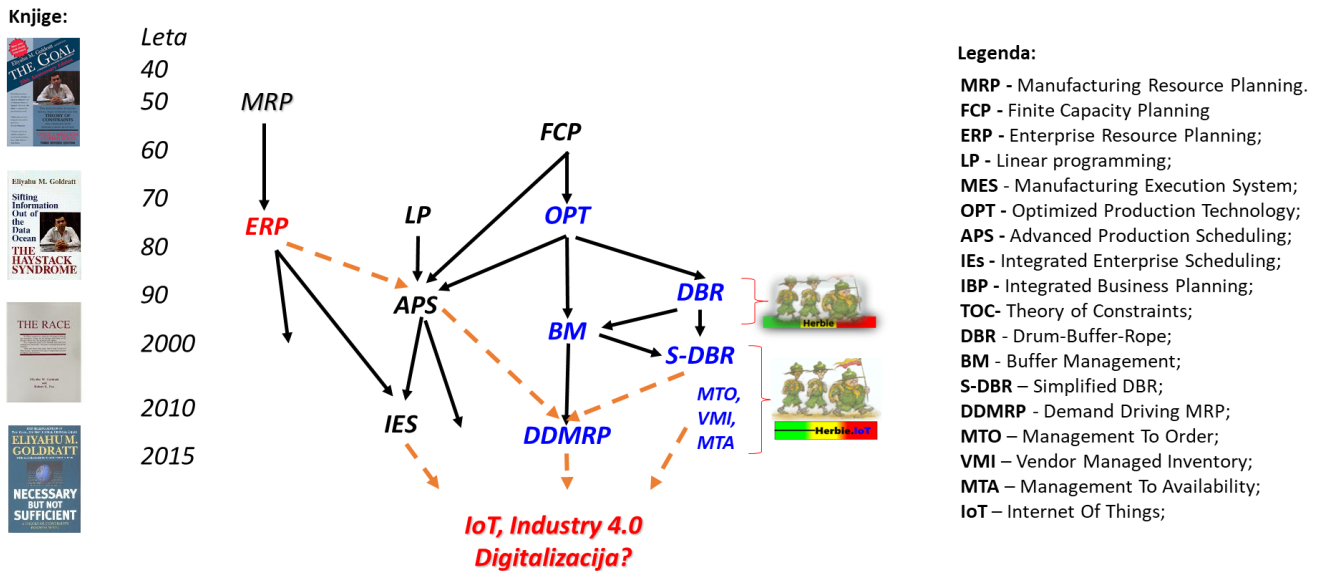 Knjige:
Eliyahu M. Goldratt
THE GOAL
THEORY OF
CONSTRAINTS
Eliyahu M. Goldratt
Sifting
Information
Out of
the
Data
Ocean
THE
HAYSTACK
SYNDROME
THE RACE
ELIYAHU M.
GOLDRATT
NECESSARY
BUT NOT
SUFFICIENT
Leta
40
50
60
70
80
90
2000
2010
2015
MRP
FCP
LP
OPT
ERP
APS
DBR
BM
S-DBR
IES
DDMRP
MTO,
VMI,
MTA
Herbie
Herbie.IoT
IoT, Industry 4.0
Digitalizacija?
Legenda:
MRP - Manufacturing Resource Planning.
FCP - Finite Capacity Planning
ERP - Enterprise Resource Planning;
LP - Linear programming;
MES - Manufacturing Execution System;
OPT - Optimized Production Technology;
APS - Advanced Production Scheduling;
IEs - Integrated Enterprise Scheduling;
IBP - Integrated Business Planning;
TOC- Theory of Constraints;
DBR - Drum-Buffer-Rope;
BM - Buffer Management;
S-DBR – Simplified DBR;
DDMRP - Demand Driving MRP;
MTO – Management To Order;
VMI – Vendor Managed Inventory;
MTA – Management To Availability;
IoT – Internet Of Things;